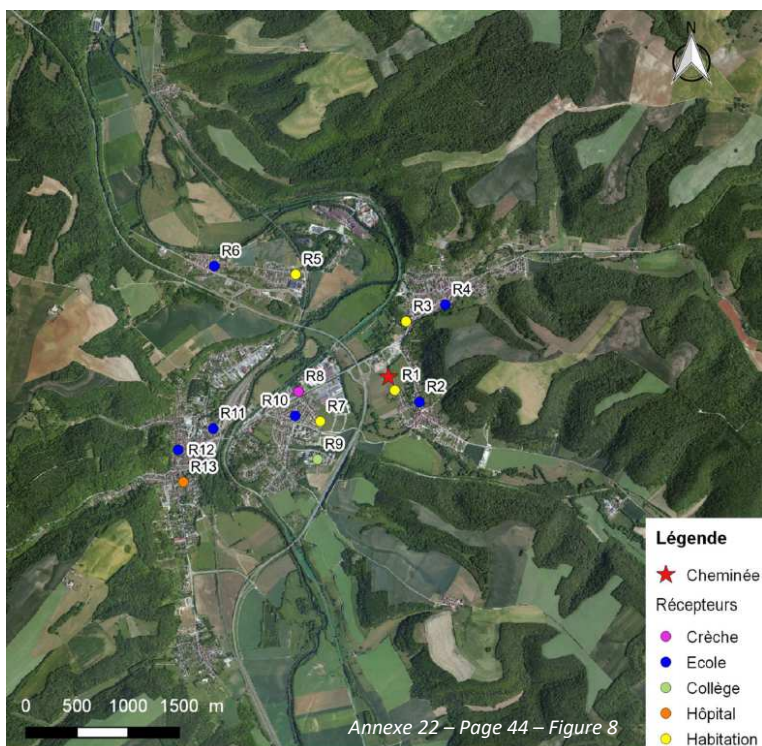 N
R6
R5
R4
R3
R8
R1
R2
R10
R7
R11
R9
R12
R13
Légende
Cheminée
Récepteurs
Crèche
Ecole
Collège
Hôpital
Habitation
0 500 1000 1500 m
Annexe 22 – Page 44 – Figure 8